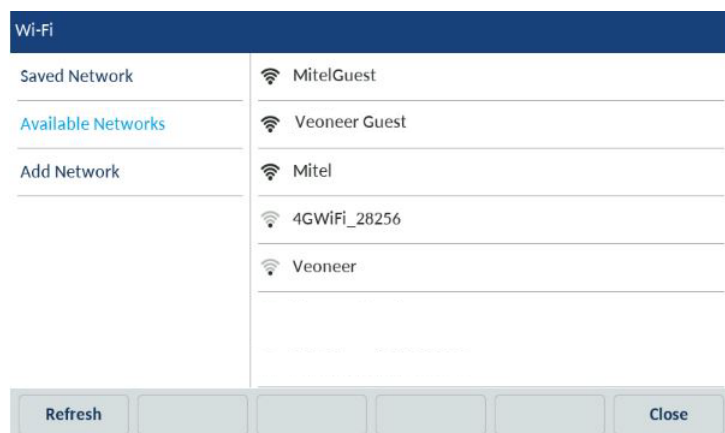 Wi-Fi
Saved Network
Available Networks
Add Network
MitelGuest
Veoneer Guest
Mitel
4GWiFi_28256
Veoneer
Refresh
Close